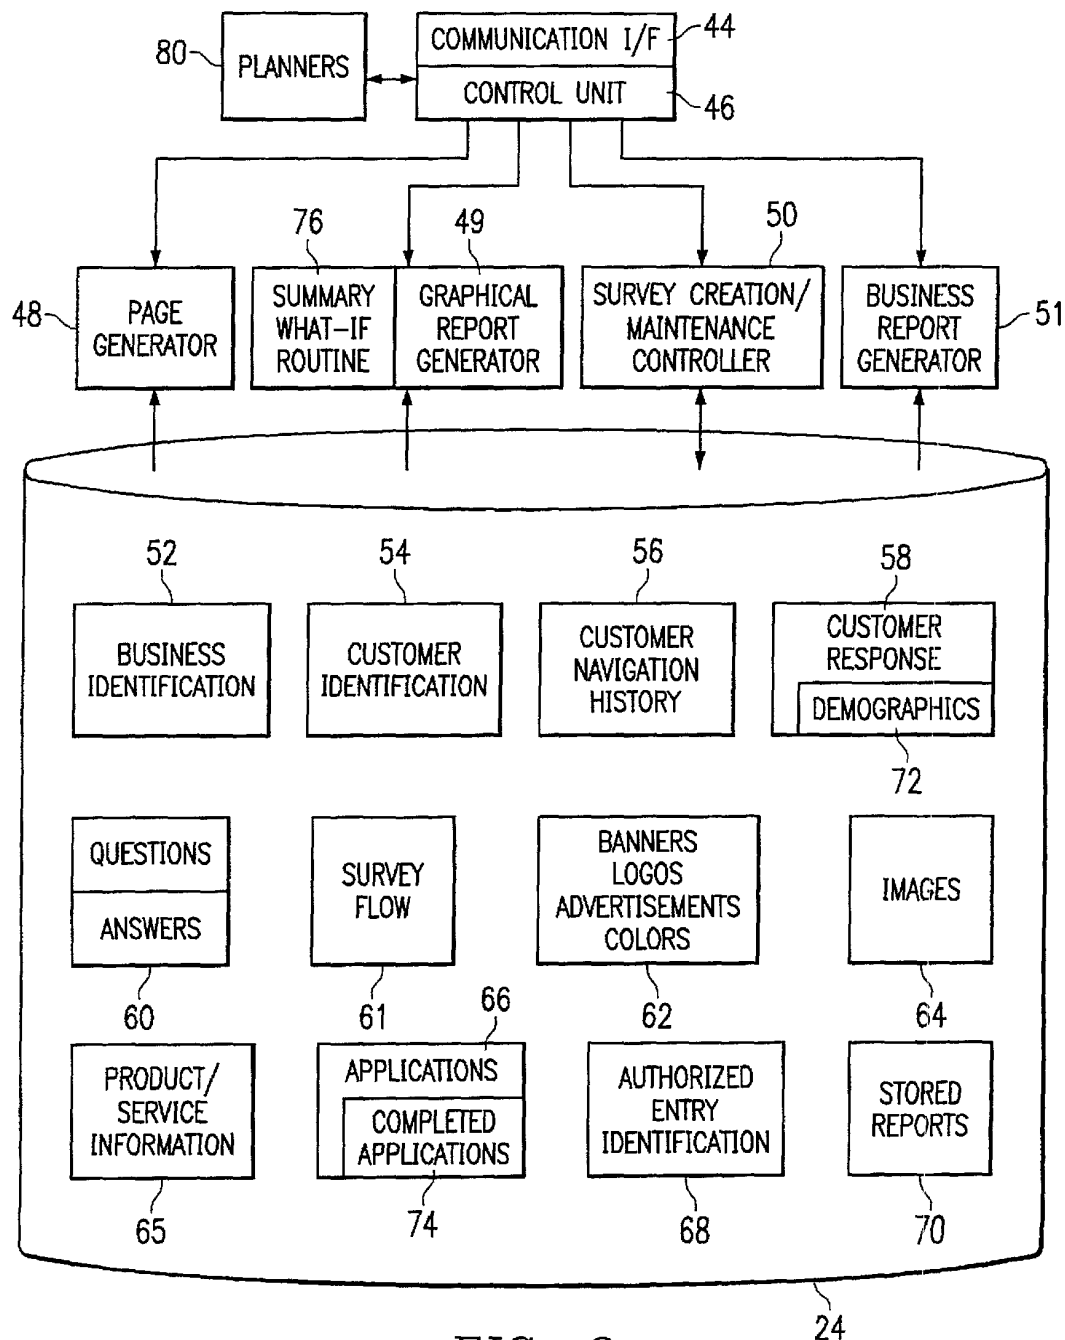 80
PLANNERS
COMMUNICATION I/F
44
CONTROL UNIT
46
76
49
50
48
PAGE
GENERATOR
SUMMARY
WHAT-IF
ROUTINE
GRAPHICAL
REPORT
GENERATOR
SURVEY CREATION/
MAINTENANCE
CONTROLLER
BUSINESS
REPORT
GENERATOR
51
52
54
56
58
BUSINESS
IDENTIFICATION
CUSTOMER
IDENTIFICATION
CUSTOMER
NAVIGATION
HISTORY
CUSTOMER
RESPONSE
DEMOGRAPHICS
72
QUESTIONS
ANSWERS
SURVEY
FLOW
BANNERS
LOGOS
ADVERTISEMENTS
COLORS
IMAGES
60
61
62
64
66
PRODUCT/
SERVICE
INFORMATION
APPLICATIONS
COMPLETED
APPLICATIONS
AUTHORIZED
ENTRY
IDENTIFICATION
STORED
REPORTS
65
74
68
70
24